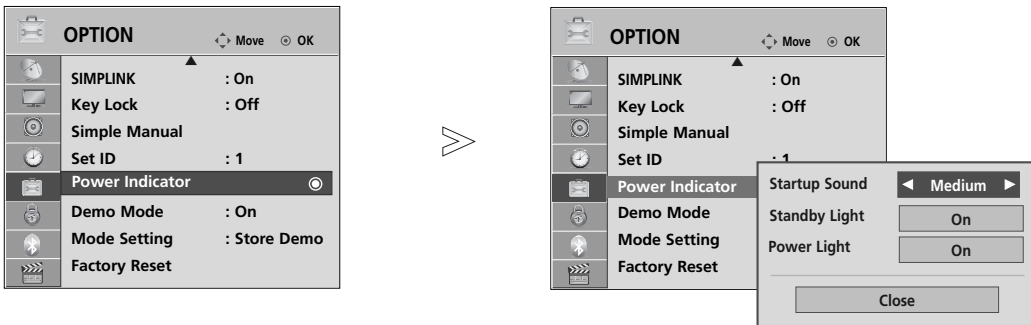 OPTION Move OK
SIMPLINK : On
Key Lock : Off
Simple Manual
Set ID : 1
Power Indicator
Demo Mode : On
Mode Setting : Store Demo
Factory Reset
OPTION Move OK
SIMPLINK : On
Key Lock : Off
Simple Manual
Set ID : 1
Power Indicator
Demo Mode
Mode Setting
Factory Reset
Startup Sound Medium
Standby Light On
Power Light On
Close